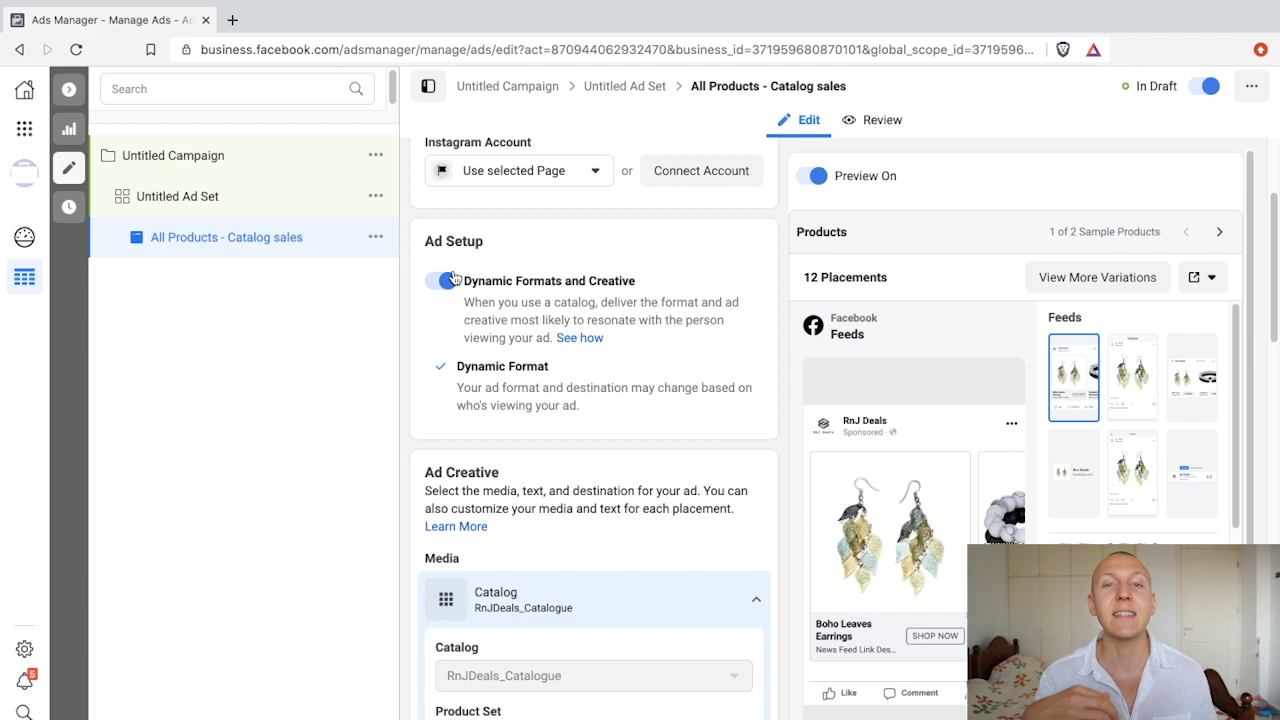 Ads Manager - Manage Ads - Ad
business.facebook.com/adsmanager/manage/ads/edit?act=870944062932470&business_id=371959680870101&global_scope_id=3719596...
Search
Untitled Campaign
Untitled Ad Set
All Products - Catalog sales
5
Untitled Campaign > Untitled Ad Set > All Products - Catalog sales
In Draft
Edit
Review
Instagram Account
Use selected Page
or
Connect Account
Ad Setup
Dynamic Formats and Creative
When you use a catalog, deliver the format and ad
creative most likely to resonate with the person
viewing your ad. See how
Dynamic Format
Your ad format and destination may change based on
who's viewing your ad.
Ad Creative
Select the media, text, and destination for your ad. You can
also customize your media and text for each placement.
Learn More
Media
Catalog
RnJDeals_Catalogue
Catalog
RnJDeals_Catalogue
Product Set
Preview On
Products
1 of 2 Sample Products
12 Placements
View More Variations
Facebook
Feeds
RnJ Deals
Sponsored
Boho Leaves
Earrings
News Feed Link Des...
SHOP NOW
Like
Comment
Feeds